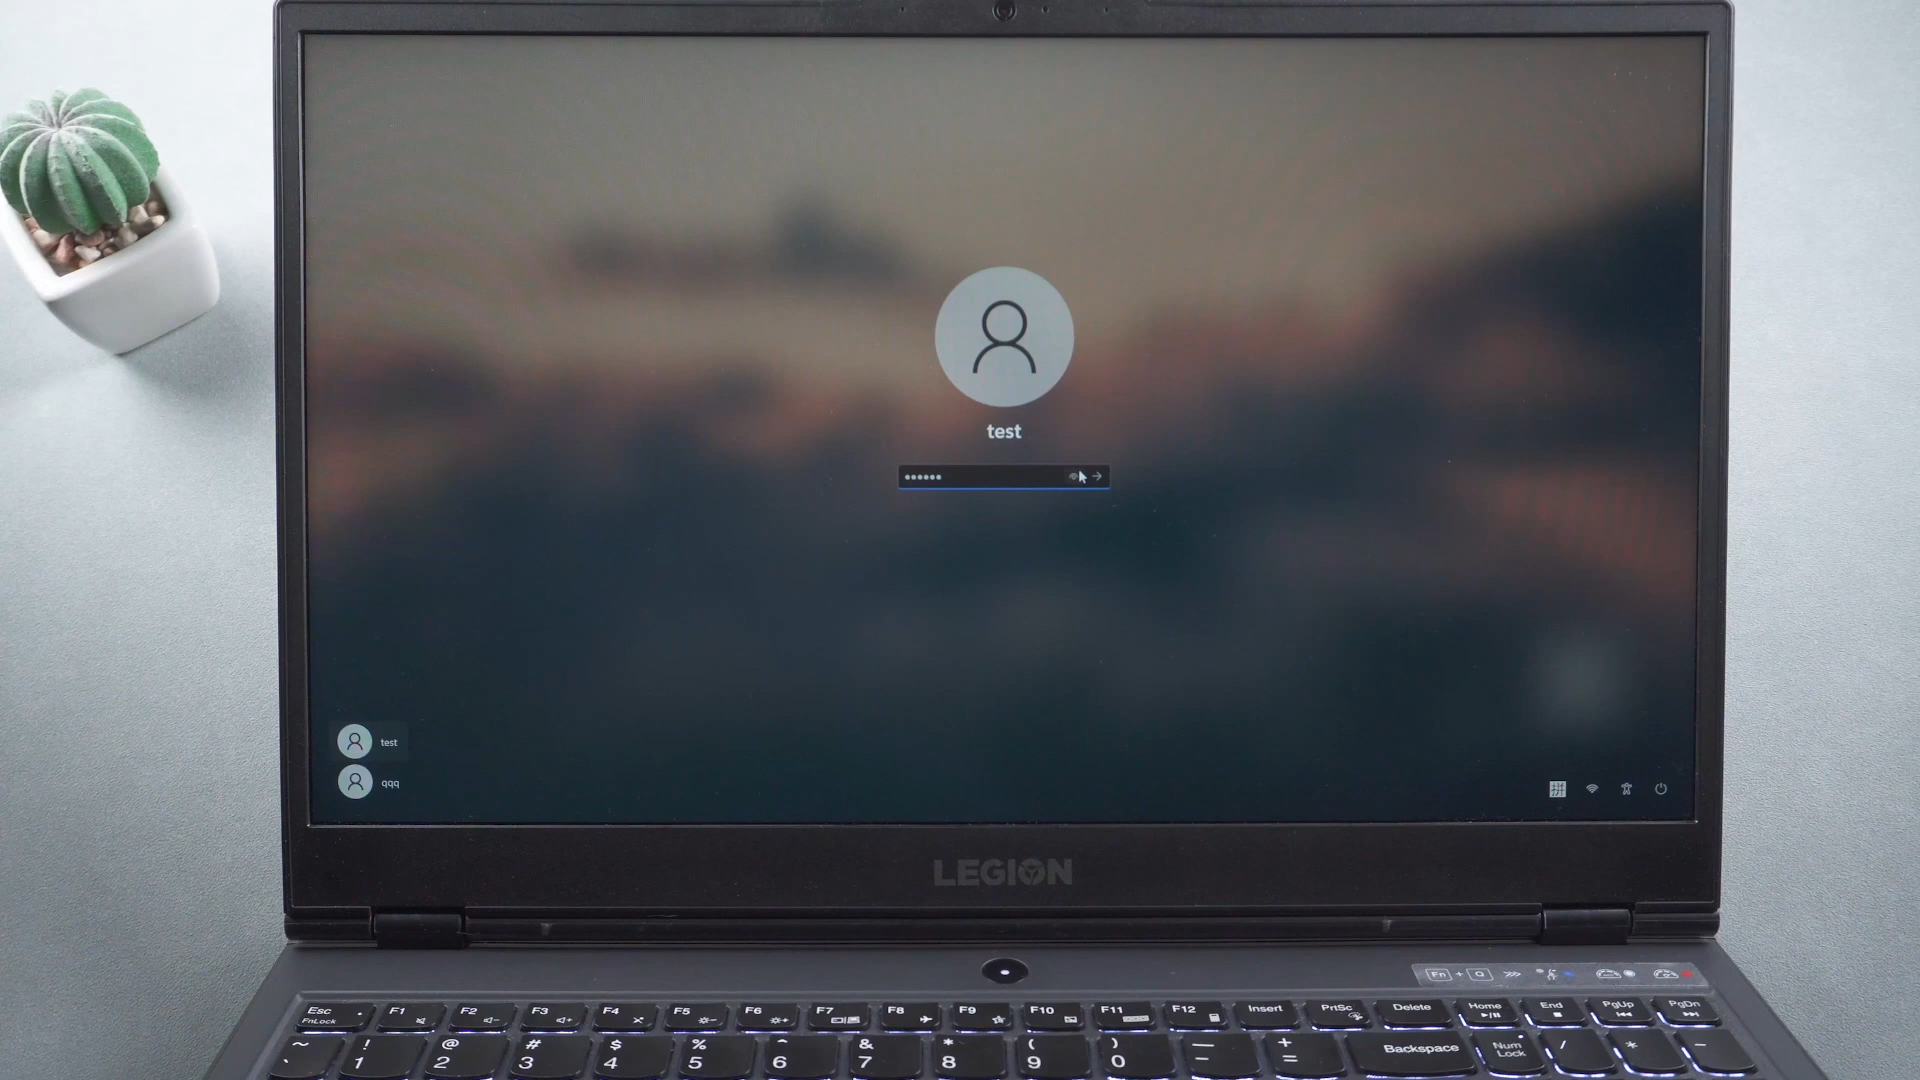 test
••••••
test
qqq
LEGION
Fn + Q
Esc F1 F2 F3 F4 F5 F6 F7 F8 F9 F10 F11 F12 Insert PrtSc Delete Home End PgUp PgDn
FnLock
~ ! @ # $ % ^ & * ( ) — +
` 1 2 3 4 5 6 7 8 9 0 - = Backspace Num Lock / * -